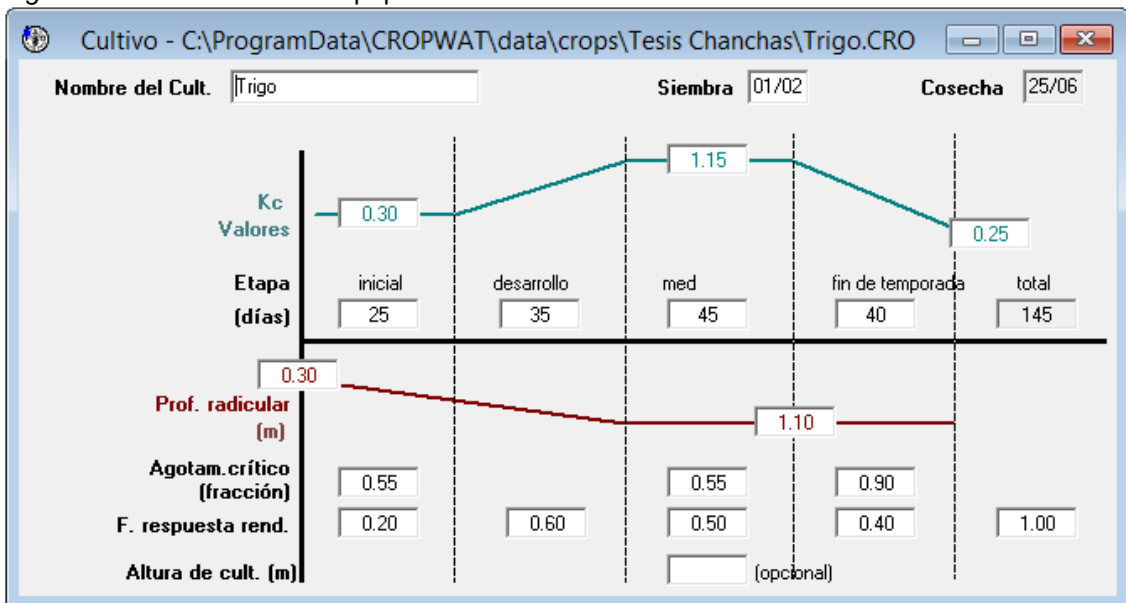 Cultivo - C:\ProgramData\CROPWAT\data\crops\Tesis Chanchas\Trigo.CRO
Nombre del Cult. Trigo Siembra 01/02 Cosecha 25/06
1.15
Kc 0.30
Valores 0.25
Etapa inicial desarrollo med fin de temporada total
(días) 25 35 45 40 145
0.30
Prof. radicular
(m) 1.10
Agotam.crítico
(fracción) 0.55 0.55 0.90
F. respuesta rend. 0.20 0.60 0.50 0.40 1.00
Altura de cult. (m) (opcional)